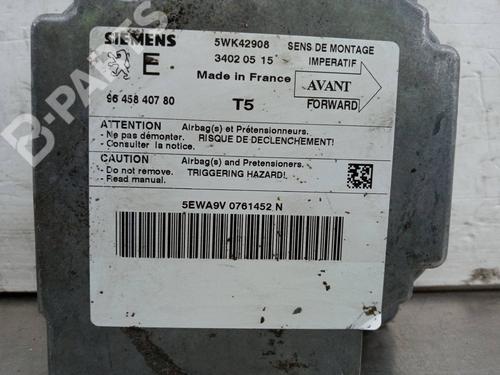 SIEMENS 5WK42908 SENS DE MONTAGE
E 3402 05 15 IMPERATIF
Made in France AVANT
96 458 407 80 T5 FORWARD
ATTENTION Airbag(s) et Prétensionneurs.
- Ne pas démonter. RISQUE DE DECLENCHEMENT!
- Consulter la notice.
CAUTION Airbag(s) and Pretensioners.
- Do not remove. TRIGGERING HAZARD!
- Read manual.
5EWA9V 0761452 N
B-PARTS